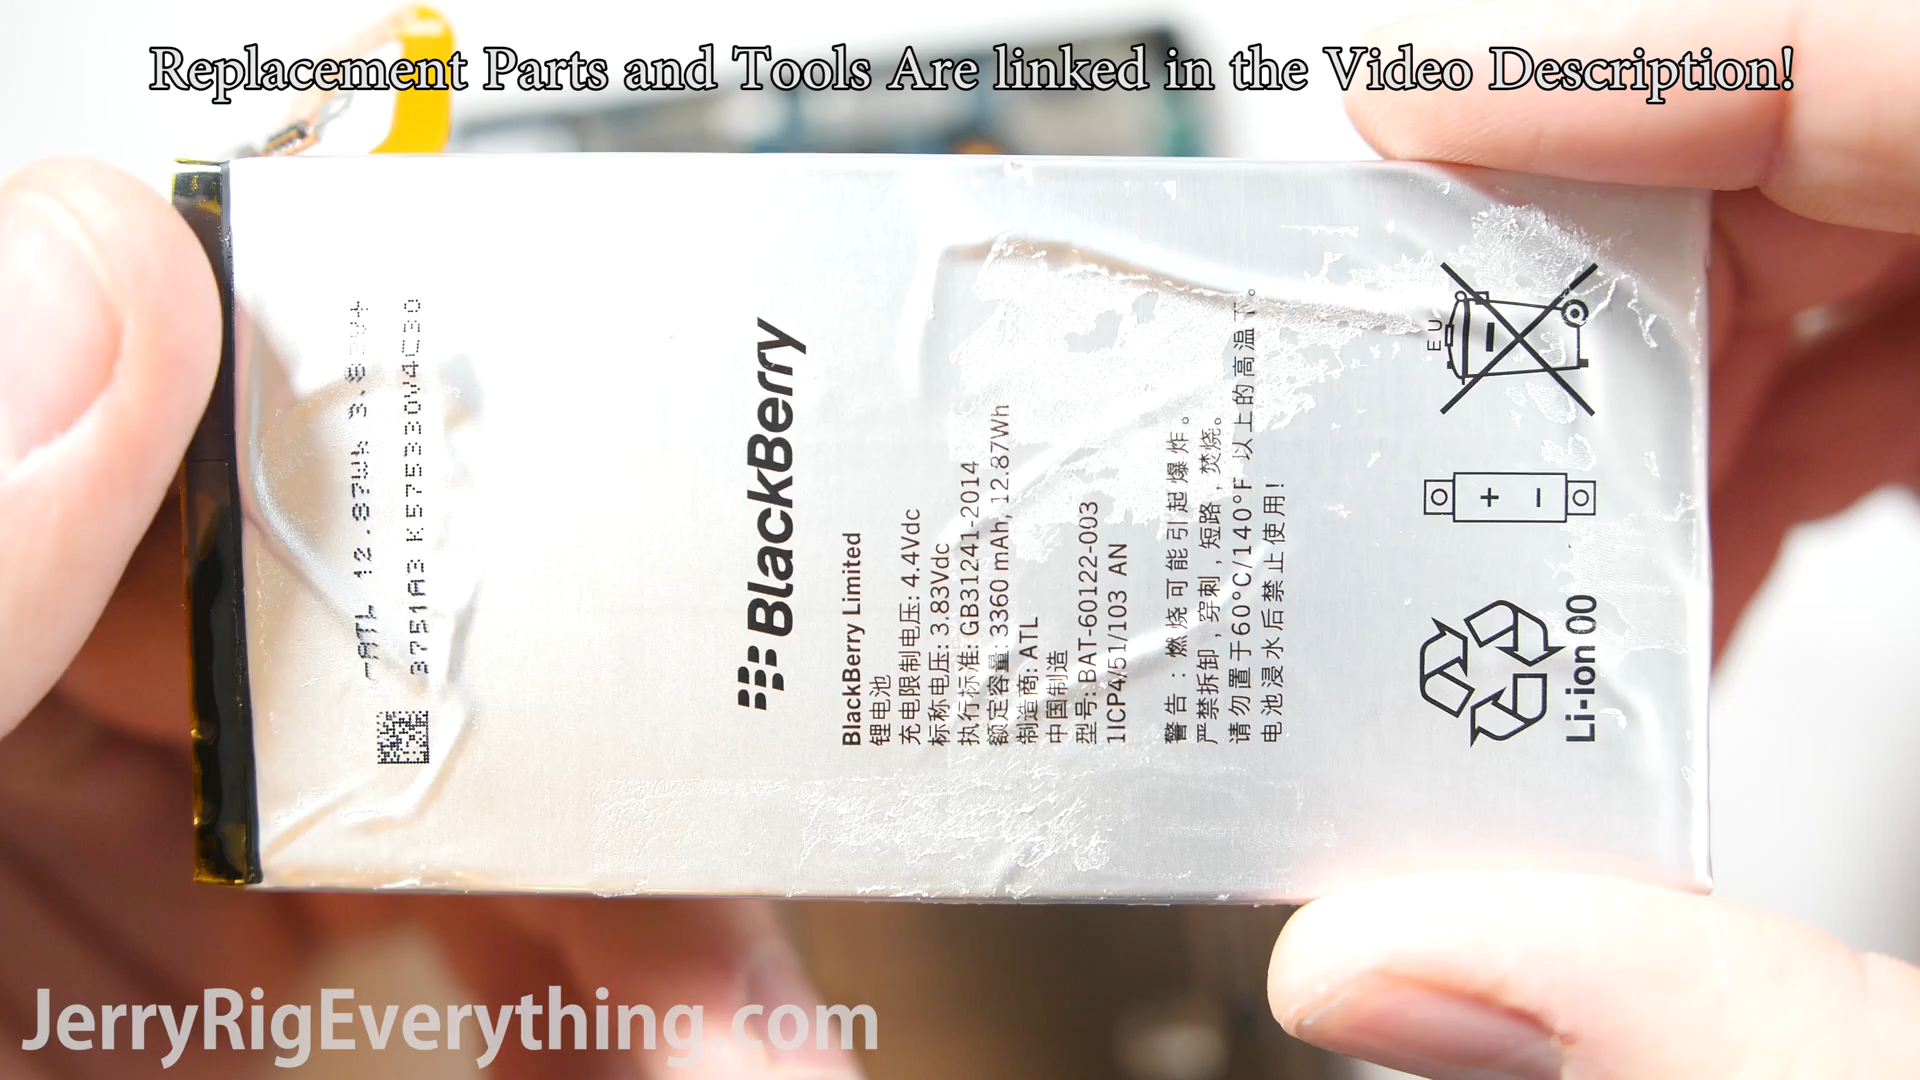 Replacement Parts and Tools Are linked in the Video Description!
-ATL 12.87Wh 3.83V+
3751A3 K575330V4C30
BlackBerry
BlackBerry Limited
锂电池
充电限制电压: 4.4Vdc
标称电压: 3.83Vdc
执行标准: GB31241-2014
额定容量: 3360 mAh, 12.87Wh
制造商: ATL
中国制造
型号: BAT-60122-003
1ICP4/51/103 AN
警告：燃烧可能引起爆炸。
严禁拆卸，穿刺，短路，焚烧。
请勿置于60°C/140°F 以上的高温下。
电池浸水后禁止使用!
EU
+ -
Li-ion 00
JerryRigEverything.com